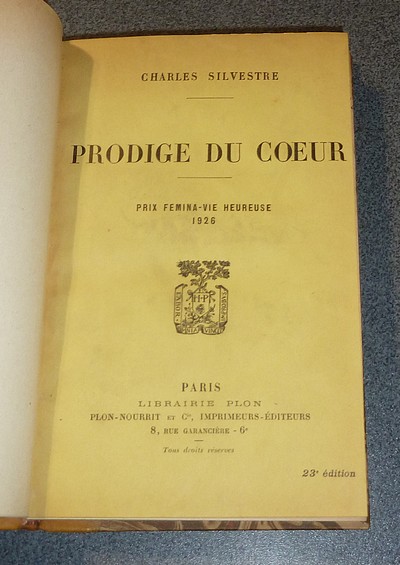 CHARLES SILVESTRE
PRODIGE DU CŒUR
PRIX FEMINA-VIE HEUREUSE
1926
H·P
PARIS
LIBRAIRIE PLON
PLON-NOURRIT ET Cie, IMPRIMEURS-ÉDITEURS
8, RUE GARANCIÈRE - 6e
Tous droits réservés
23e édition